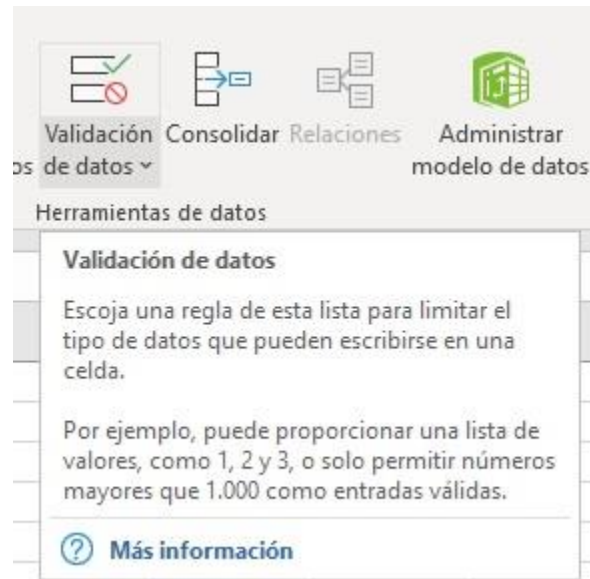 Validación Consolidar Relaciones Administrar
os de datos modelo de datos
Herramientas de datos
Validación de datos
Escoja una regla de esta lista para limitar el
tipo de datos que pueden escribirse en una
celda.
Por ejemplo, puede proporcionar una lista de
valores, como 1, 2 y 3, o solo permitir números
mayores que 1.000 como entradas válidas.
Más información